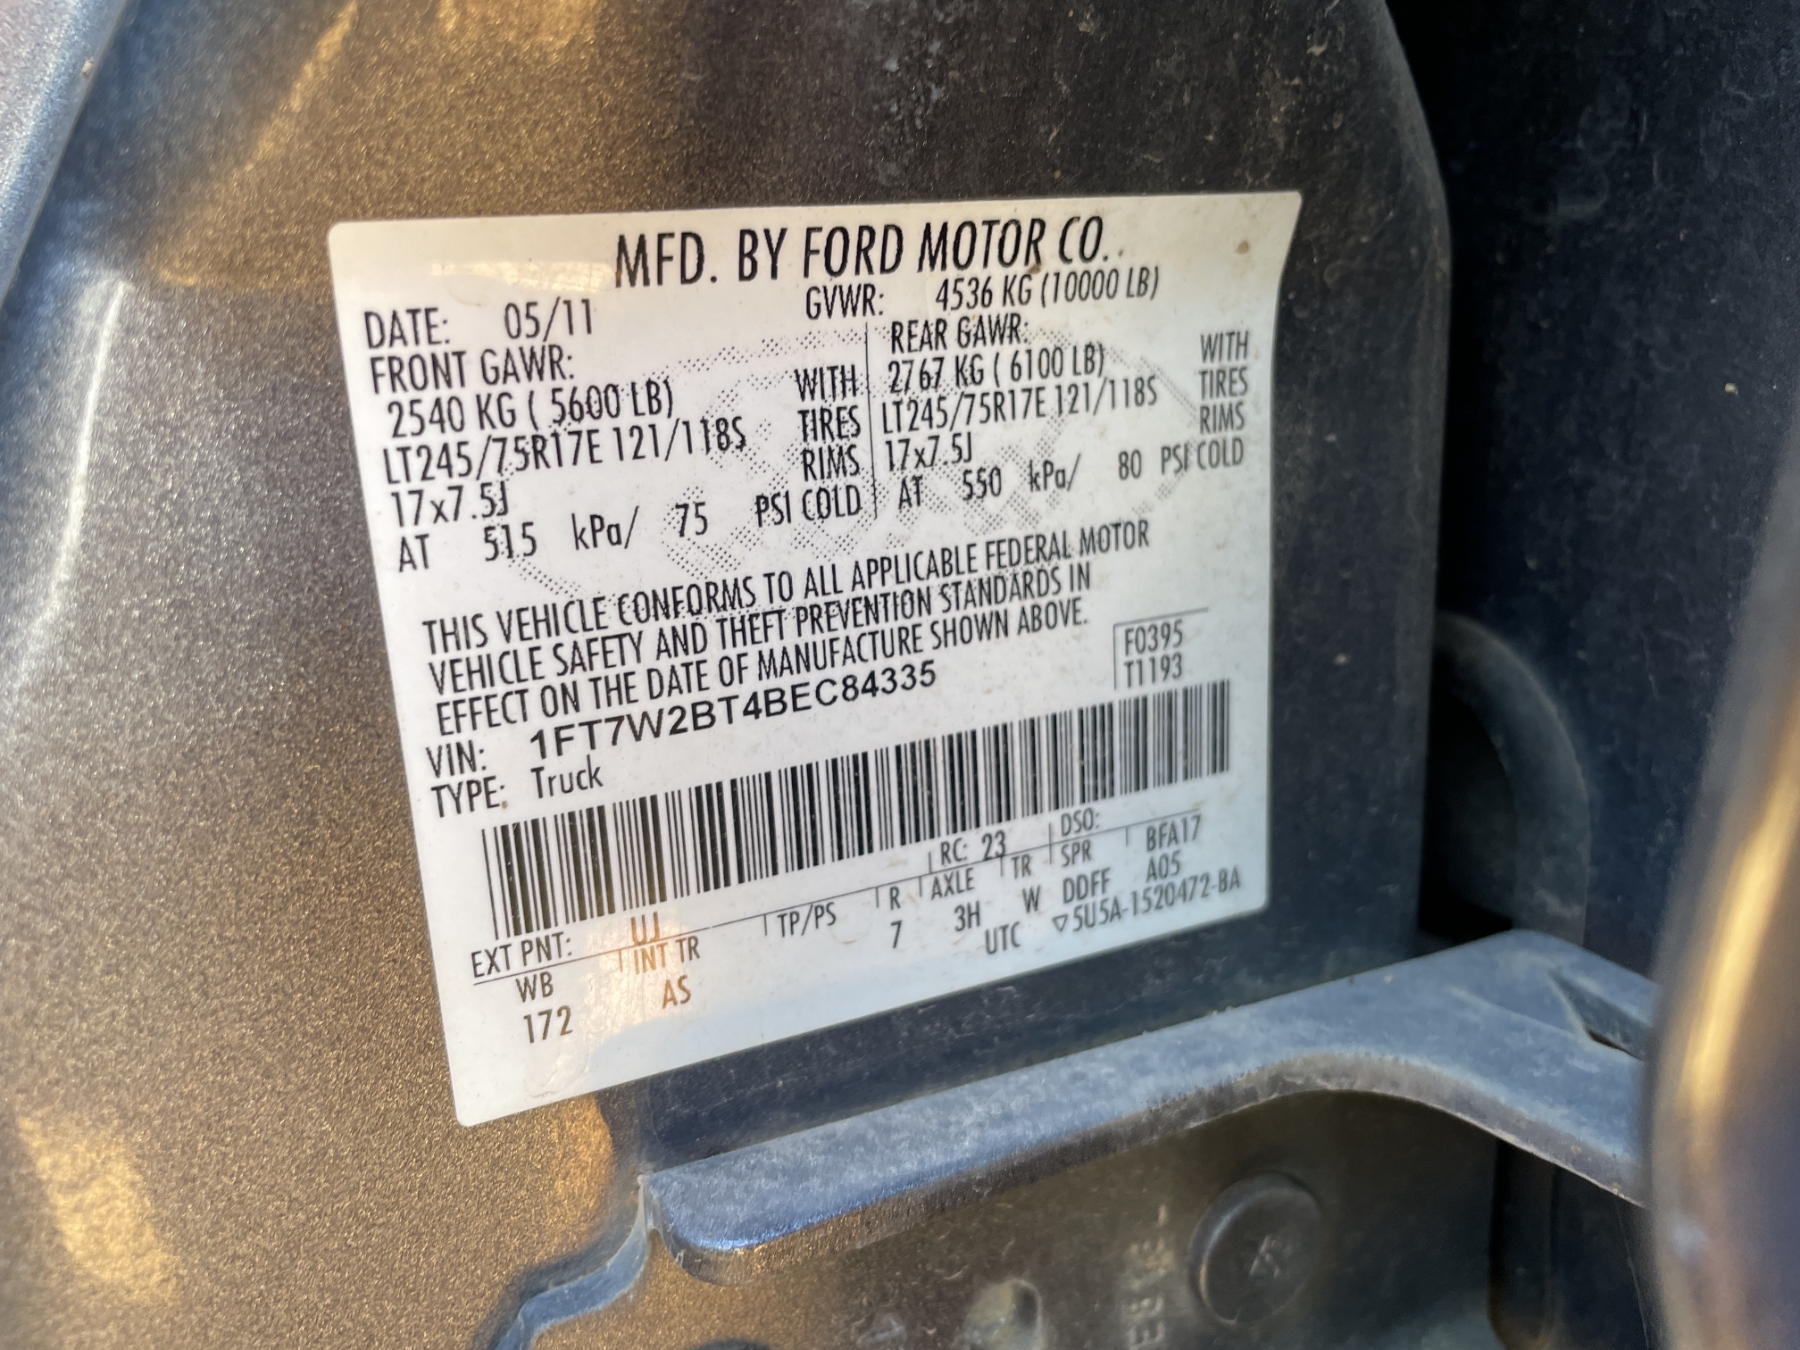 MFD. BY FORD MOTOR CO.
DATE: 05/11 GVWR: 4536 KG (10000 LB)
FRONT GAWR:
2540 KG ( 5600 LB) WITH
LT245/75R17E 121/118S TIRES
17x7.5J RIMS
AT 515 kPa/ 75 PSI COLD
REAR GAWR:
2767 KG ( 6100 LB) WITH
LT245/75R17E 121/118S TIRES
17x7.5J RIMS
AT 550 kPa/ 80 PSI COLD
THIS VEHICLE CONFORMS TO ALL APPLICABLE FEDERAL MOTOR
VEHICLE SAFETY AND THEFT PREVENTION STANDARDS IN
EFFECT ON THE DATE OF MANUFACTURE SHOWN ABOVE.
VIN: 1FT7W2BT4BEC84335
TYPE: Truck
F0395
T1193
EXT PNT: UJ RC: 23 DSO:
WB INT TR TP/PS R AXLE TR SPR BFA17
172 AS 7 3H W DDFF A05
UTC ▽5U5A-1520472-BA